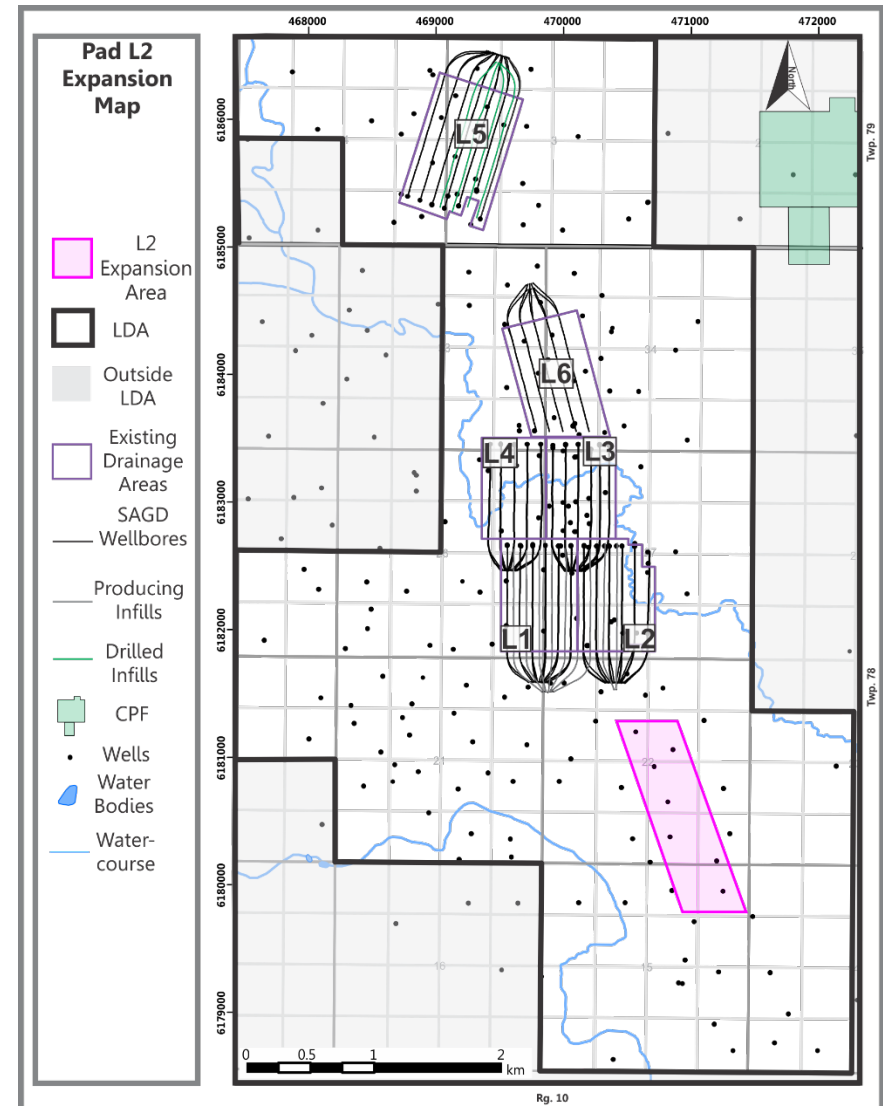 Pad L2
Expansion
Map
L2
Expansion
Area
LDA
Outside
LDA
Existing
Drainage
Areas
SAGD
Wellbores
Producing
Infills
Drilled
Infills
CPF
Wells
Water
Bodies
Water-
course
468000
469000
470000
471000
472000
6186000
6185000
6184000
6183000
6182000
6181000
6180000
6179000
North
Twp. 79
Twp. 78
L5
L6
L4
L3
L1
L2
3
34
22
21
16
15
0
0.5
1
2
km
Rg. 10